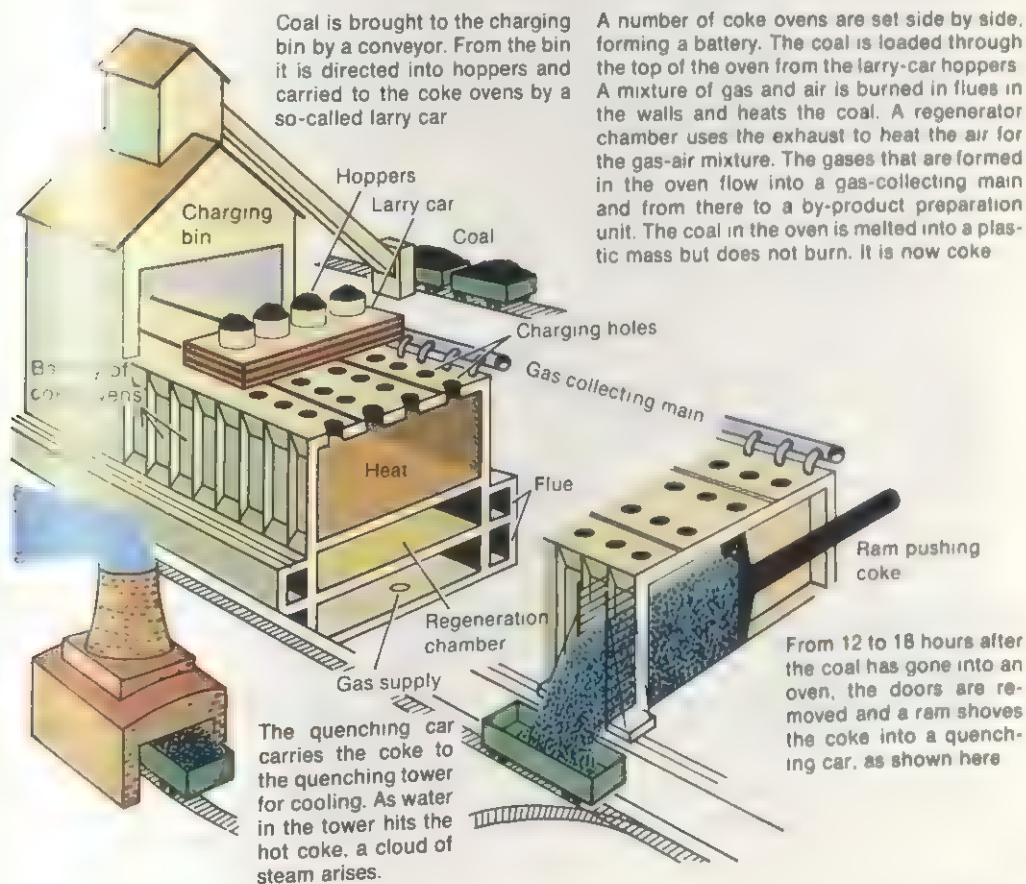 Coal is brought to the charging
bin by a conveyor. From the bin
it is directed into hoppers and
carried to the coke ovens by a
so-called larry car
A number of coke ovens are set side by side,
forming a battery. The coal is loaded through
the top of the oven from the larry-car hoppers
A mixture of gas and air is burned in flues in
the walls and heats the coal. A regenerator
chamber uses the exhaust to heat the air for
the gas-air mixture. The gases that are formed
in the oven flow into a gas-collecting main
and from there to a by-product preparation
unit. The coal in the oven is melted into a plas-
tic mass but does not burn. It is now coke
Hoppers
Larry car
Charging
bin
Coal
Charging holes
Gas collecting main
of
Heat
Flue
Ram pushing
coke
Regeneration
chamber
Gas supply
From 12 to 18 hours after
the coal has gone into an
oven, the doors are re-
moved and a ram shoves
the coke into a quench-
ing car, as shown here
The quenching car
carries the coke to
the quenching tower
for cooling. As water
in the tower hits the
hot coke, a cloud of
steam arises.